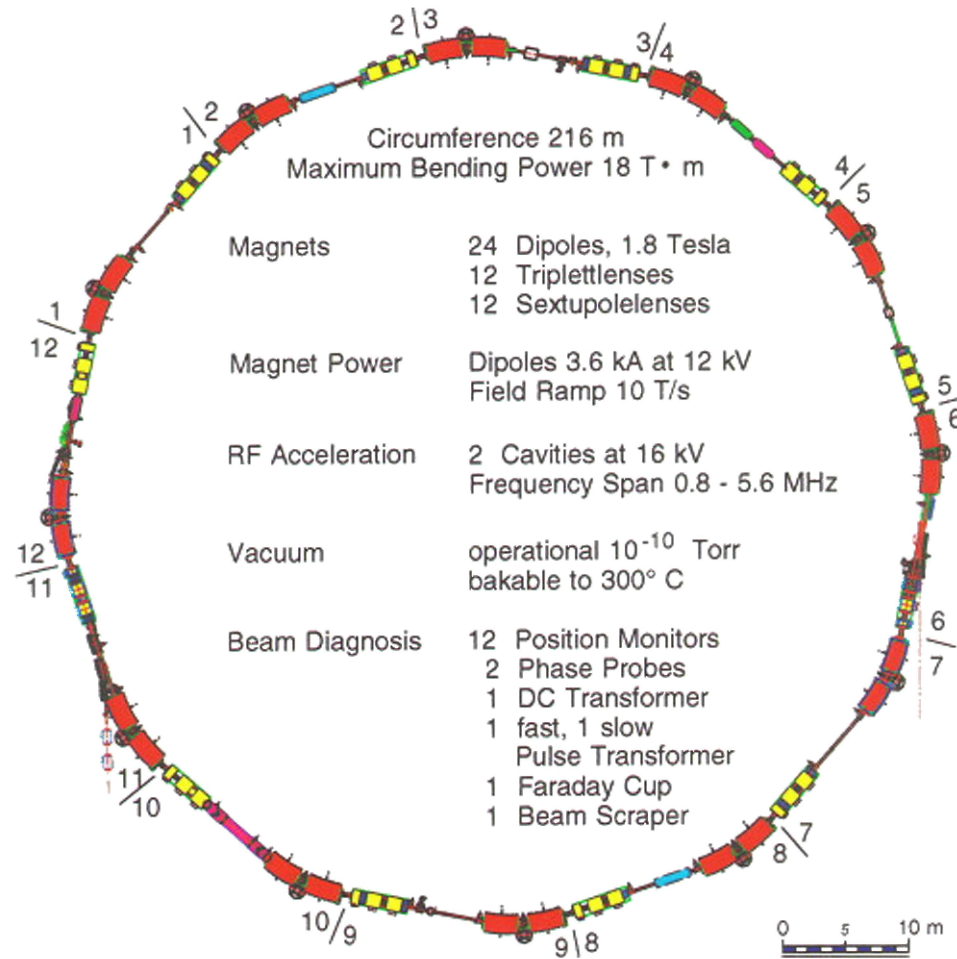 2 3
3 4
1 2
Circumference 216 m
Maximum Bending Power 18 T• m
4
5
Magnets 24 Dipoles, 1.8 Tesla
12 Triplettlenses
12 Sextupolelenses
1
12
Magnet Power Dipoles 3.6 kA at 12 kV
Field Ramp 10 T/s
5
6
RF Acceleration 2 Cavities at 16 kV
Frequency Span 0.8 - 5.6 MHz
Vacuum operational 10-10 Torr
bakable to 300° C
12
11
6
7
Beam Diagnosis 12 Position Monitors
2 Phase Probes
1 DC Transformer
1 fast, 1 slow
Pulse Transformer
1 Faraday Cup
1 Beam Scraper
11
10
7
8
10 9
9 8
0 5 10 m